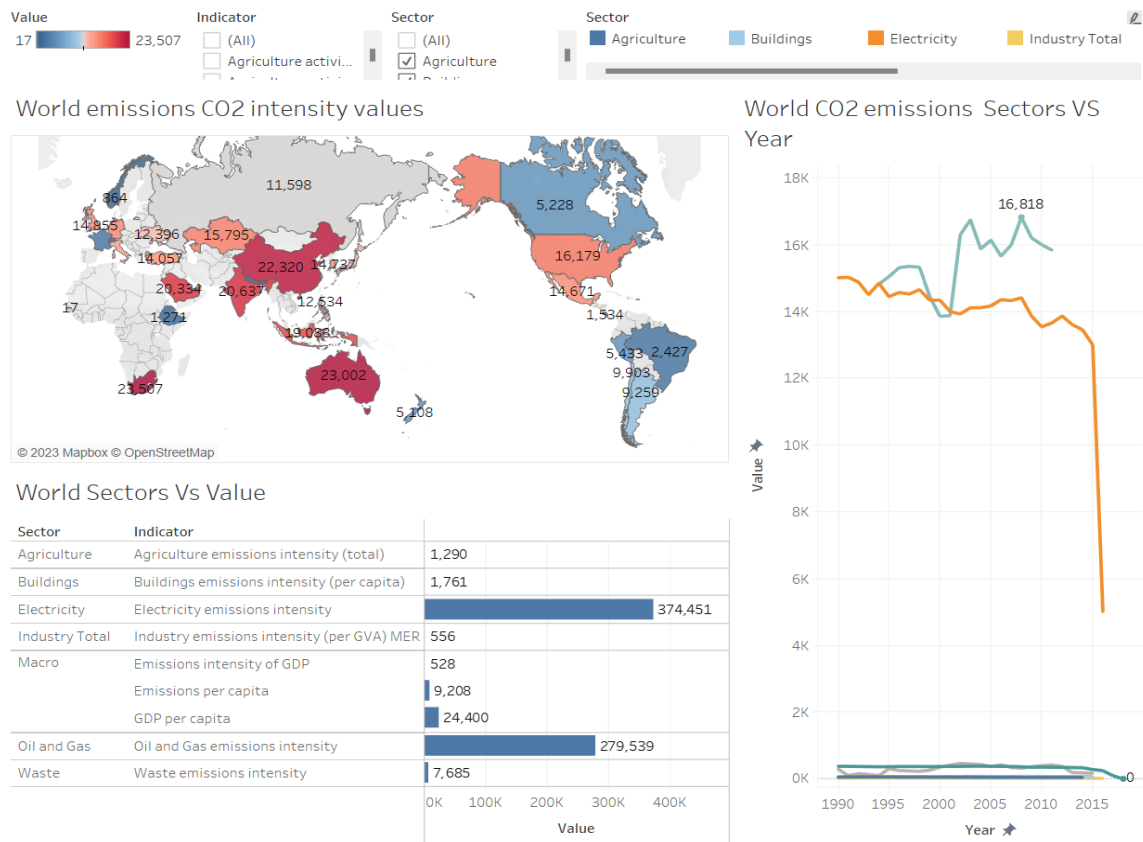 Value
17
23,507
Indicator
(All)
Agriculture activi...
Sector
(All)
Agriculture
Sector
Agriculture
Buildings
Electricity
Industry Total
World emissions CO2 intensity values
11,598
864
14,855
12,396
15,795
14,057
22,320
14,737
20,334
20,637
12,534
17
1,271
19,088
23,002
23,507
5,108
5,228
16,179
14,671
1,534
5,433
2,427
9,903
9,259
© 2023 Mapbox © OpenStreetMap
World Sectors Vs Value
Sector Indicator
Agriculture Agriculture emissions intensity (total) 1,290
Buildings Buildings emissions intensity (per capita) 1,761
Electricity Electricity emissions intensity 374,451
Industry Total Industry emissions intensity (per GVA) MER 556
Macro Emissions intensity of GDP 528
Emissions per capita 9,208
GDP per capita 24,400
Oil and Gas Oil and Gas emissions intensity 279,539
Waste Waste emissions intensity 7,685
0K 100K 200K 300K 400K
Value
World CO2 emissions Sectors VS
Year
18K
16,818
16K
14K
12K
10K
8K
6K
4K
2K
0K
0
Value
1990 1995 2000 2005 2010 2015
Year